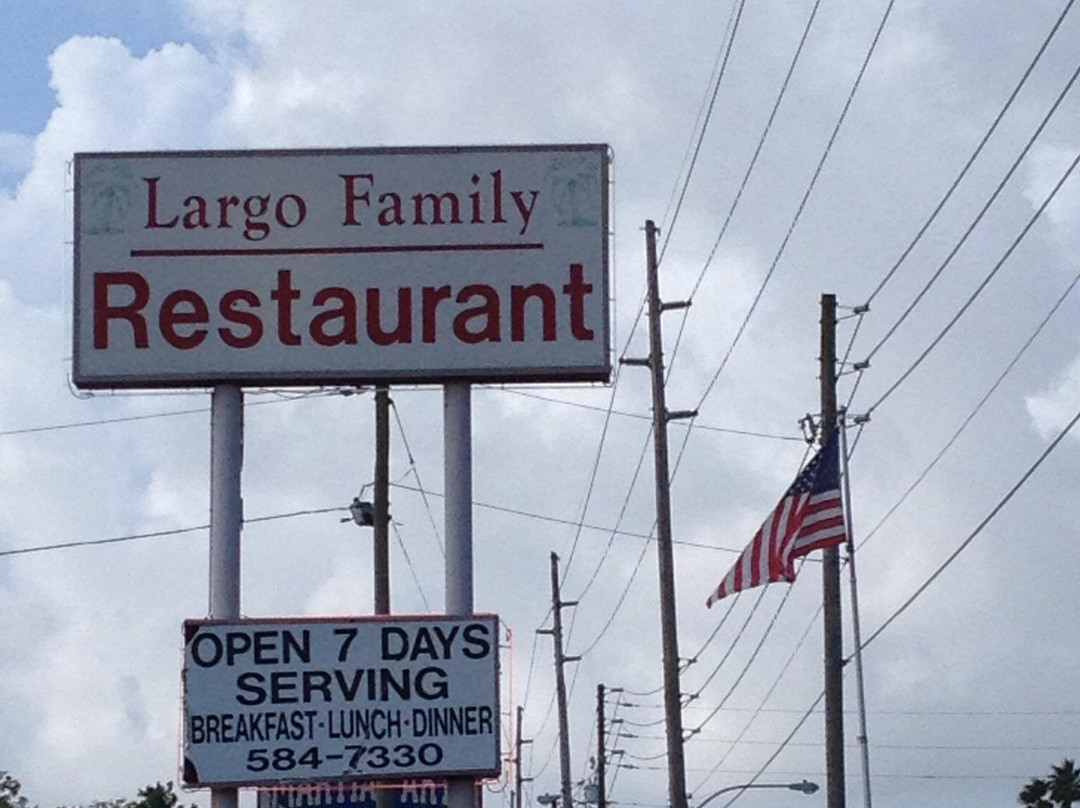 Largo Family
Restaurant
OPEN 7 DAYS
SERVING
BREAKFAST-LUNCH-DINNER
584-7330